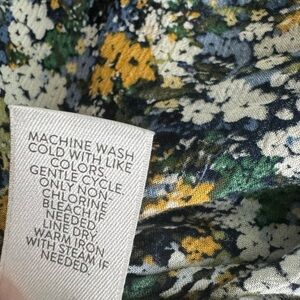 MACHINE WASH
COLD WITH LIKE
COLORS.
GENTLE CYCLE.
ONLY NON-
CHLORINE
BLEACH IF
NEEDED.
LINE DRY.
WARM IRON
WITH STEAM IF
NEEDED.